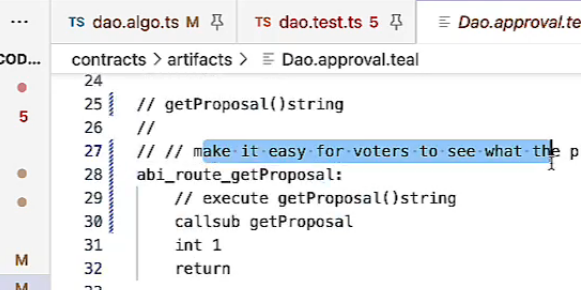 TS dao.algo.ts M
TS dao.test.ts 5
Dao.approval.te
COD...
contracts > artifacts > Dao.approval.teal
24
25 // getProposal()string
26 //
5
27 // // make it easy for voters to see what the p
28 abi_route_getProposal:
29 // execute getProposal()string
30 callsub getProposal
31 int 1
M
32 return
M